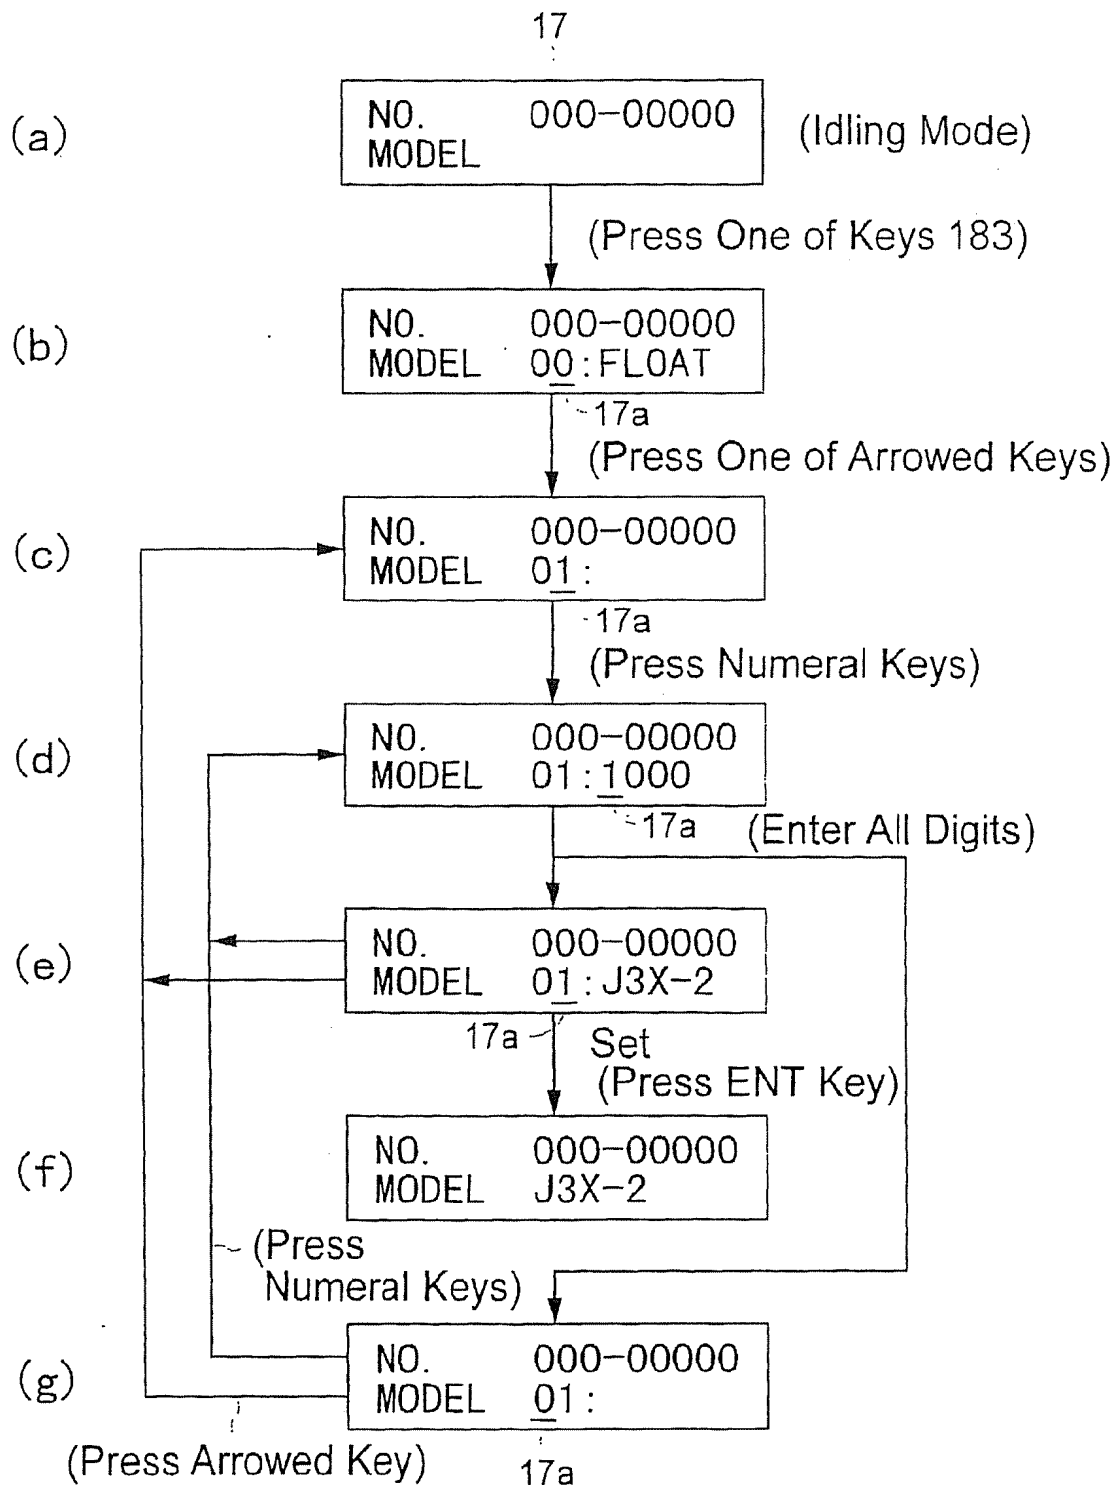 17
(a)
NO. 000-00000
MODEL
(Idling Mode)
(Press One of Keys 183)
(b)
NO. 000-00000
MODEL 00:FLOAT
17a
(Press One of Arrowed Keys)
(c)
NO. 000-00000
MODEL 01:
17a
(Press Numeral Keys)
(d)
NO. 000-00000
MODEL 01:1000
17a
(Enter All Digits)
(e)
NO. 000-00000
MODEL 01:J3X-2
17a
Set
(Press ENT Key)
(f)
NO. 000-00000
MODEL J3X-2
(Press
Numeral Keys)
(g)
NO. 000-00000
MODEL 01:
(Press Arrowed Key)
17a